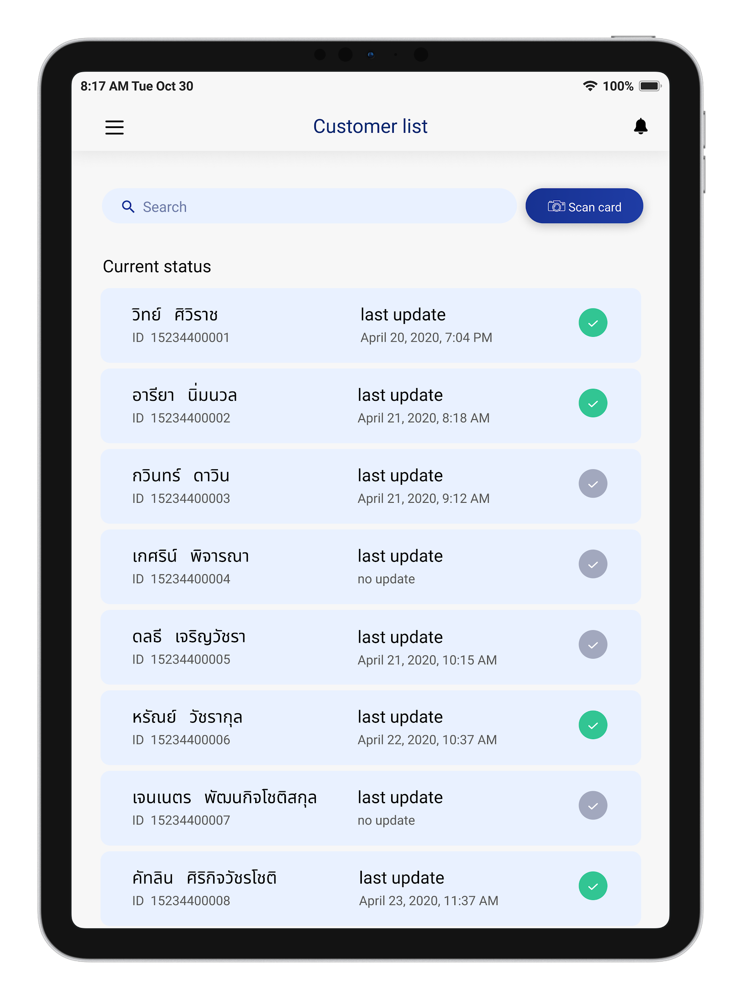 8:17 AM Tue Oct 30 100%
Customer list
Search Scan card
Current status
วิทย์ ศิวิราช last update
ID 15234400001 April 20, 2020, 7:04 PM
อารียา นิ่มนวล last update
ID 15234400002 April 21, 2020, 8:18 AM
กวินทร์ ดาวิน last update
ID 15234400003 April 21, 2020, 9:12 AM
เกศริน์ พิจารณา last update
ID 15234400004 no update
ดลธี เจริญวัชรา last update
ID 15234400005 April 21, 2020, 10:15 AM
หรัณย์ วัชรากุล last update
ID 15234400006 April 22, 2020, 10:37 AM
เจนเนตร พัฒนกิจโชติสกุล last update
ID 15234400007 no update
คัทลิน ศิริกิจวัชรโชติ last update
ID 15234400008 April 23, 2020, 11:37 AM